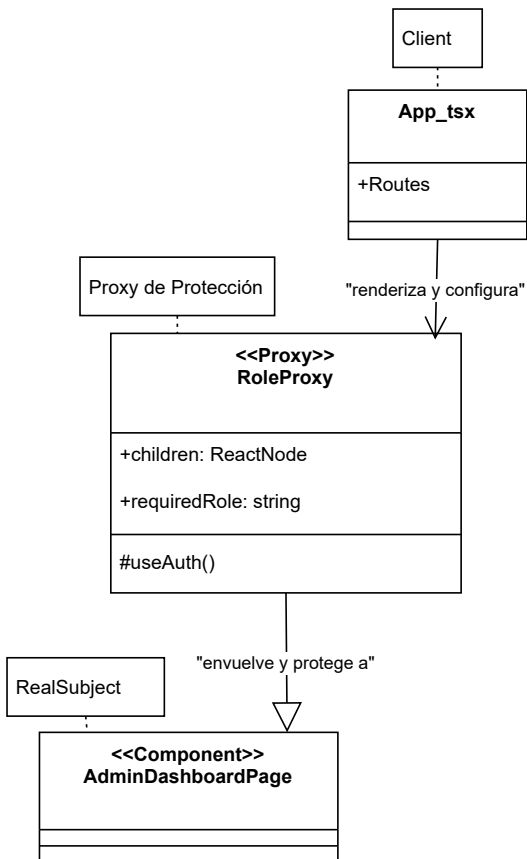 Client
App_tsx
+Routes
"renderiza y configura"
Proxy de Protección
<<Proxy>>
RoleProxy
+children: ReactNode
+requiredRole: string
#useAuth()
"envuelve y protege a"
RealSubject
<<Component>>
AdminDashboardPage